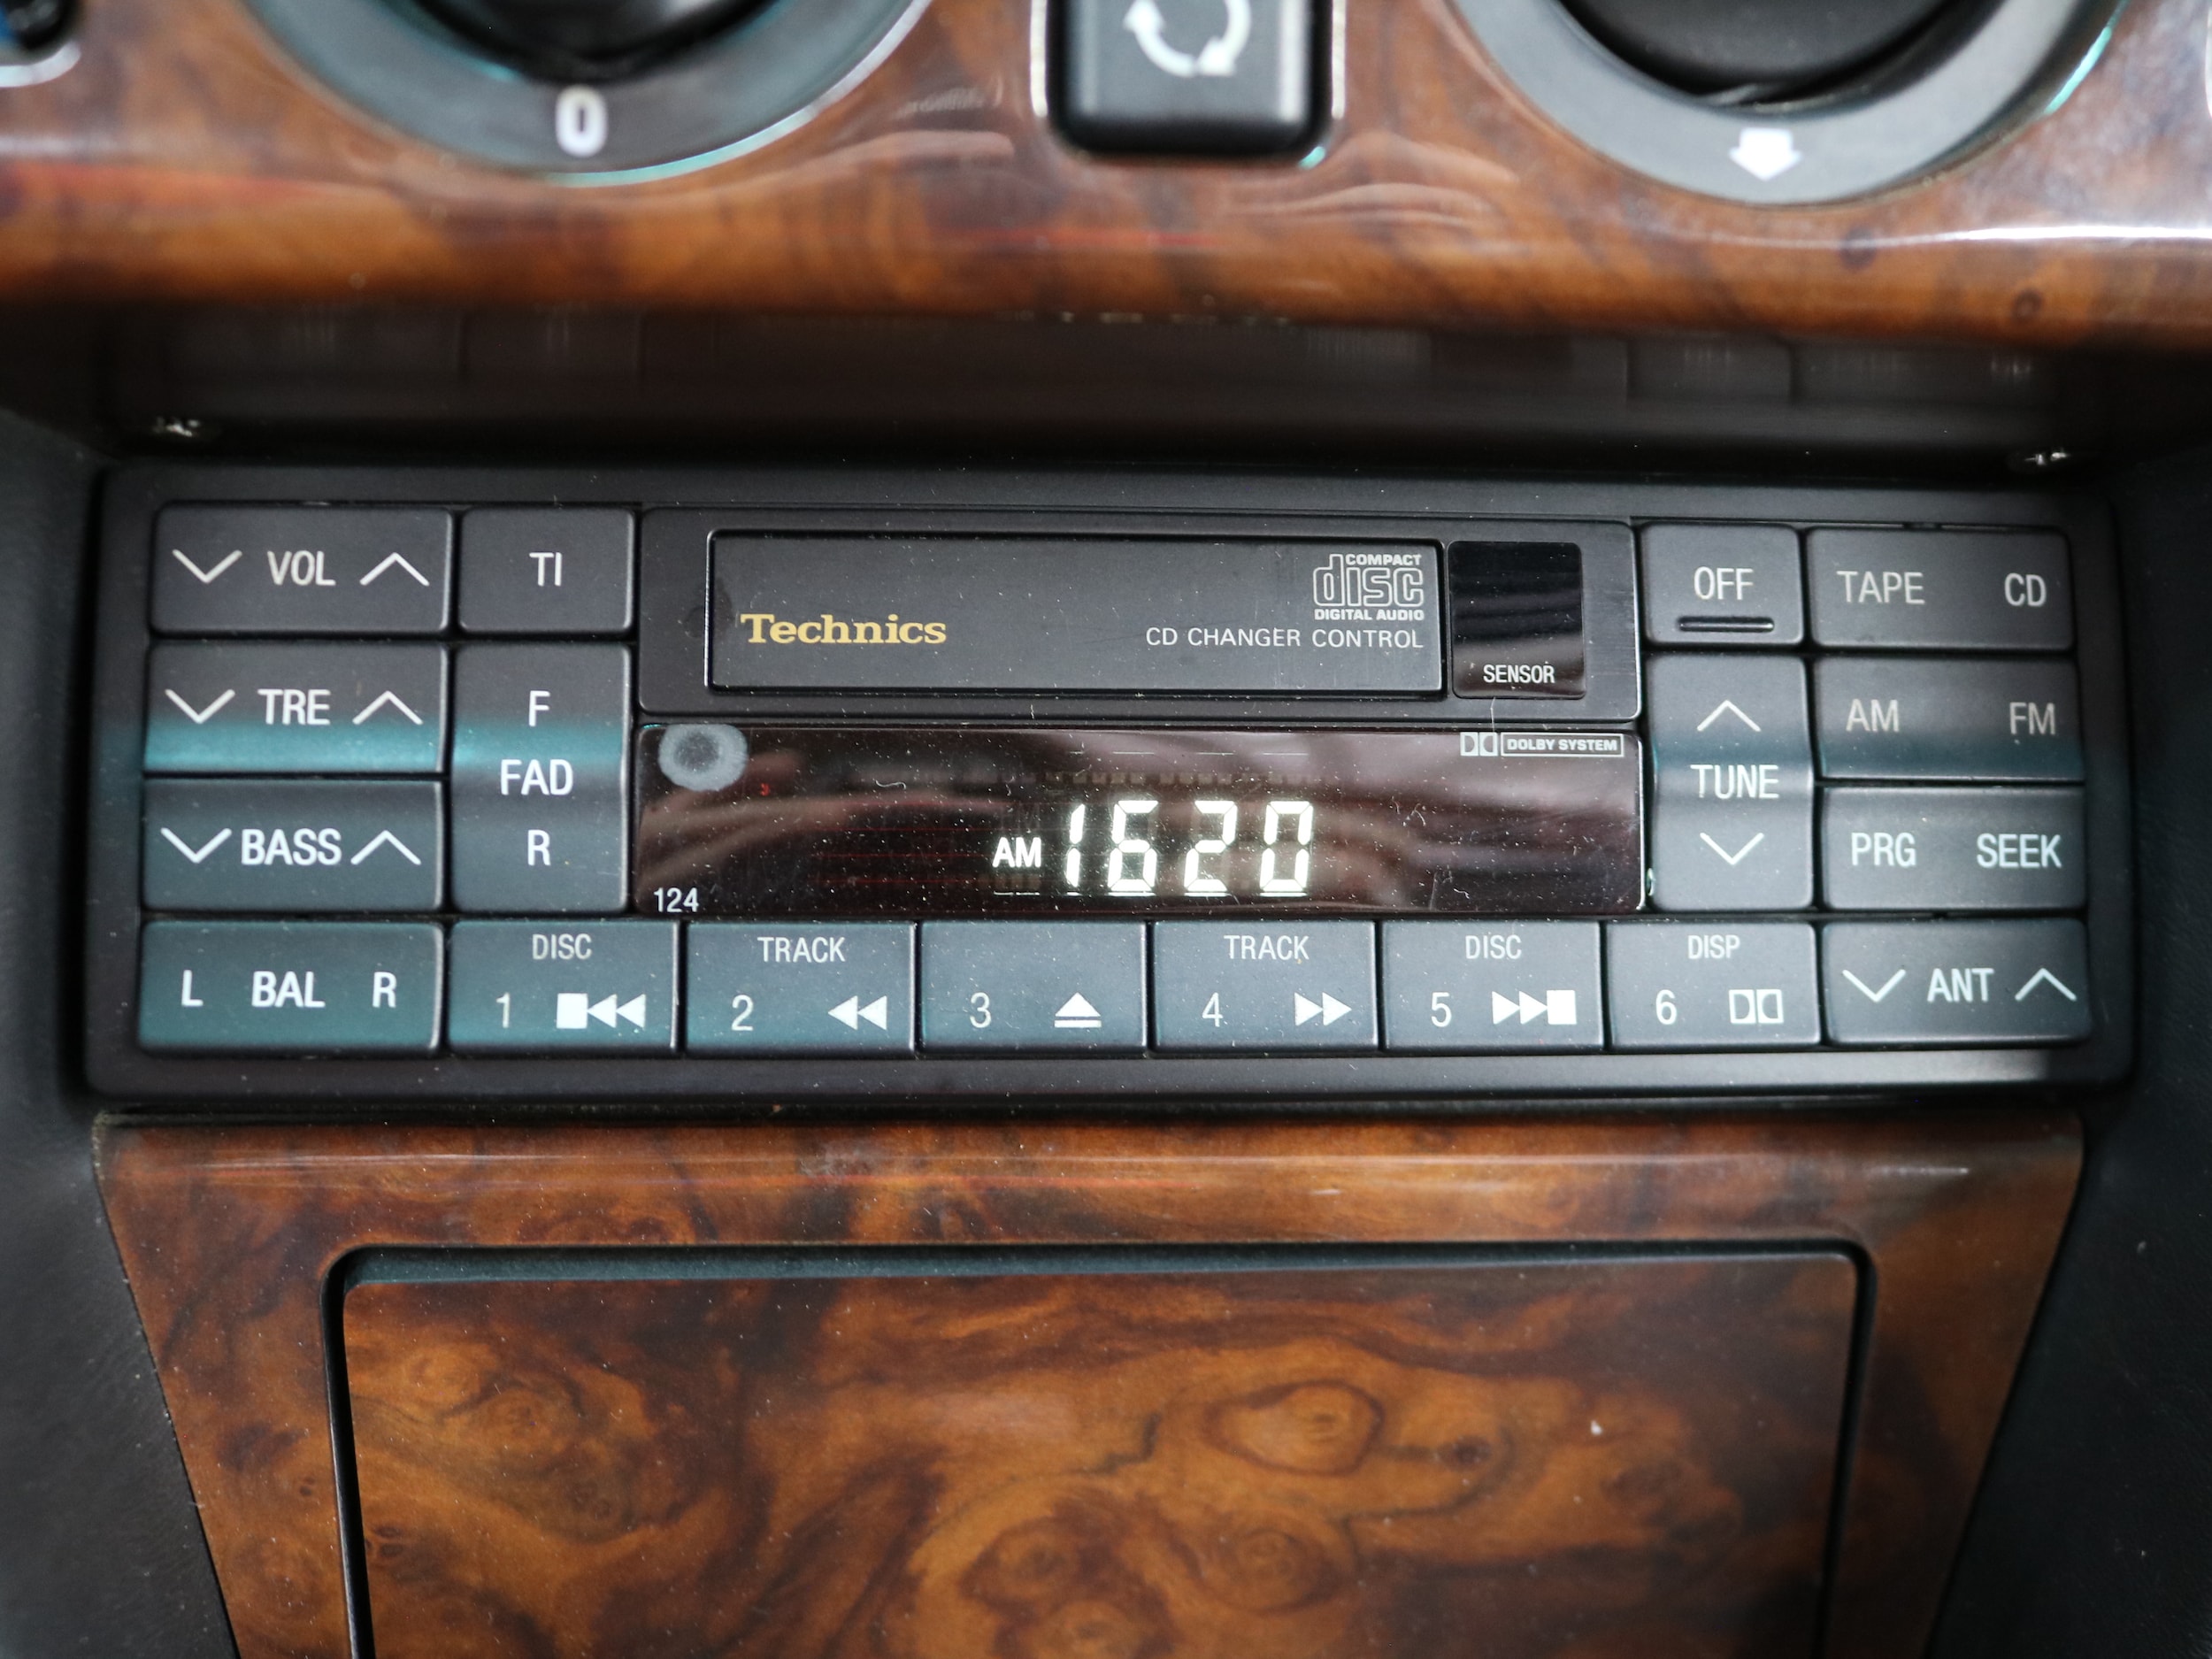 0
VOL TI
COMPACT
disc
DIGITAL AUDIO
Technics
CD CHANGER CONTROL
SENSOR
OFF TAPE CD
TRE F
FAD
R
BASS
DOLBY SYSTEM
AM 1620
124
TUNE
AM FM
PRG SEEK
L BAL R
DISC
1
TRACK
2
3
TRACK
4
DISC
5
DISP
6
ANT